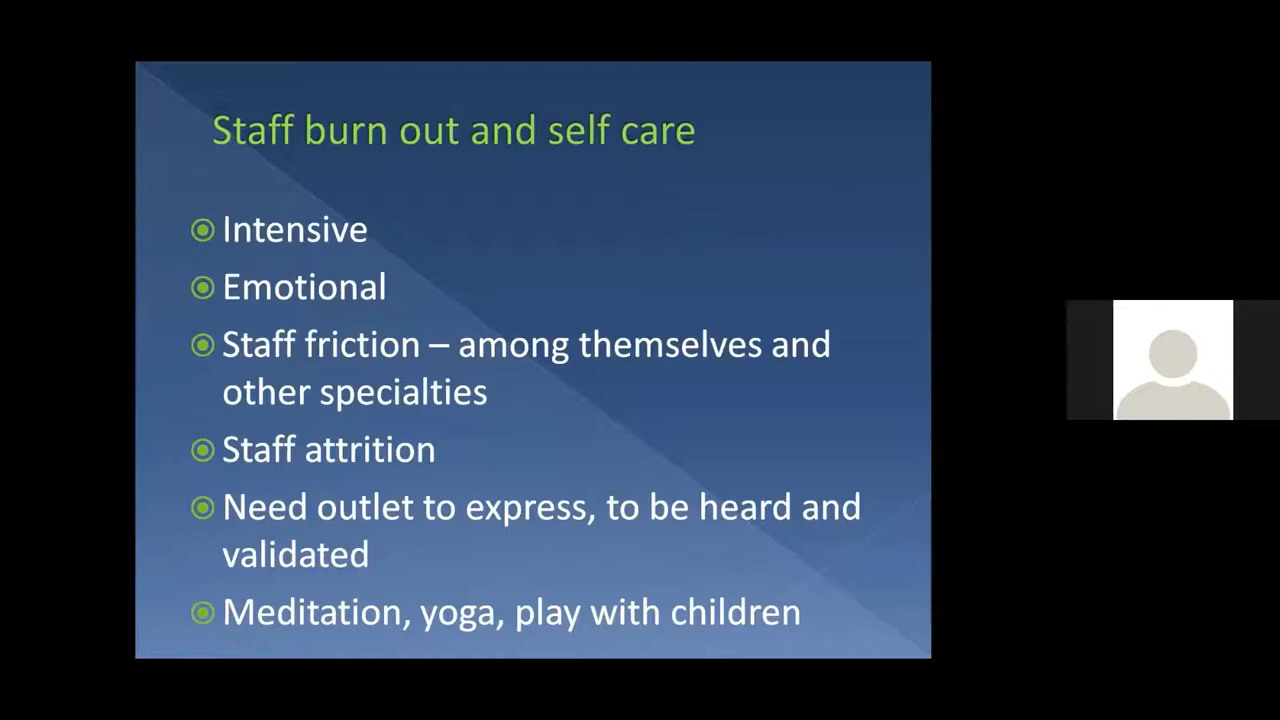 Staff burn out and self care
Intensive
Emotional
Staff friction – among themselves and
other specialties
Staff attrition
Need outlet to express, to be heard and
validated
Meditation, yoga, play with children